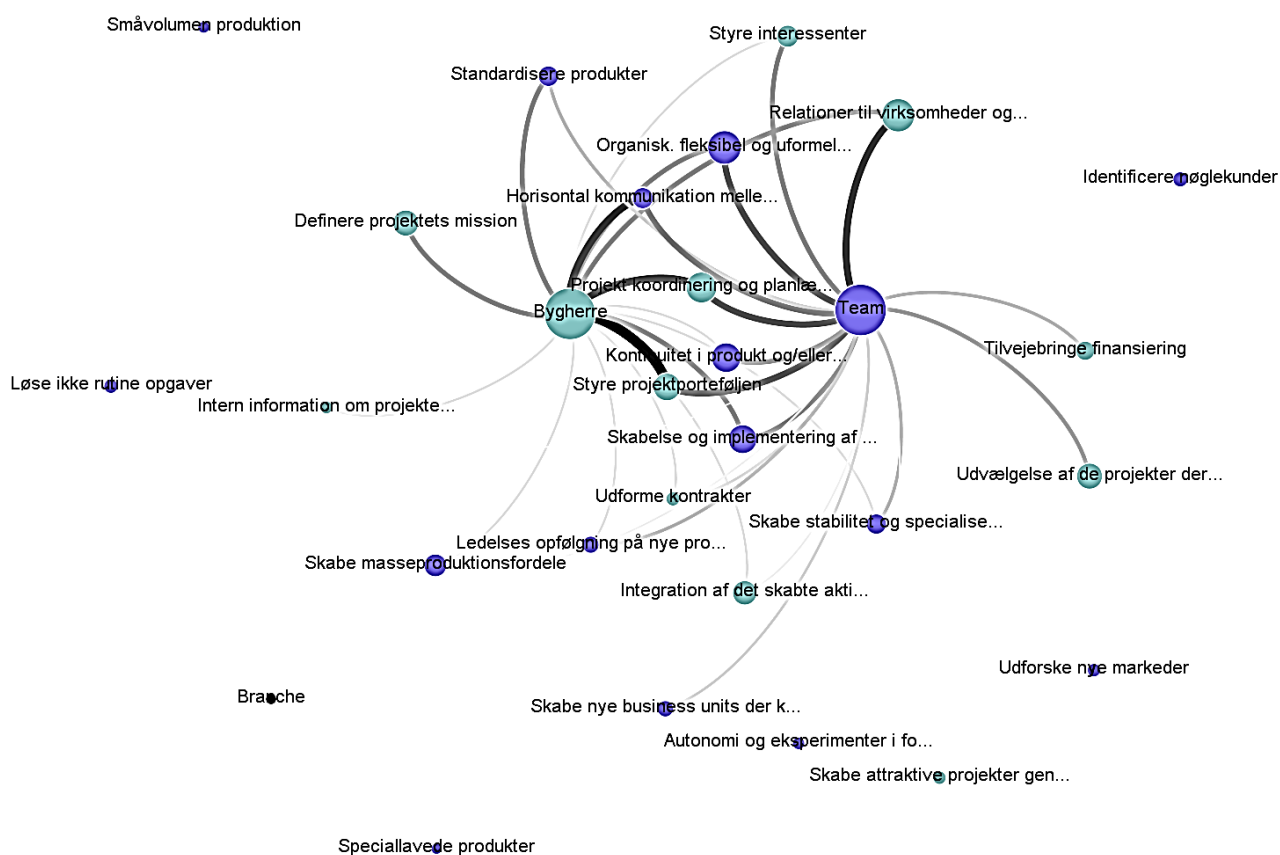 Småvolumen produktion
Styre interessenter
Standardisere produkter
Relationer til virksomheder og...
Organisk. fleksibel og uformel...
Identificere nøglekunder
Horisontal kommunikation melle...
Definere projektets mission
Projekt koordinering og planlæ...
Bygherre
Team
Kontinuitet i produkt og/eller...
Tilvejebringe finansiering
Løse ikke rutine opgaver
Styre projektporteføljen
Intern information om projekte...
Skabelse og implementering af ...
Udvælgelse af de projekter der...
Udforme kontrakter
Skabe stabilitet og specialise...
Ledelses opfølgning på nye pro...
Skabe masseproduktionsfordele
Integration af det skabte akti...
Udforske nye markeder
Branche
Skabe nye business units der k...
Autonomi og eksperimenter i fo...
Skabe attraktive projekter gen...
Speciallavede produkter